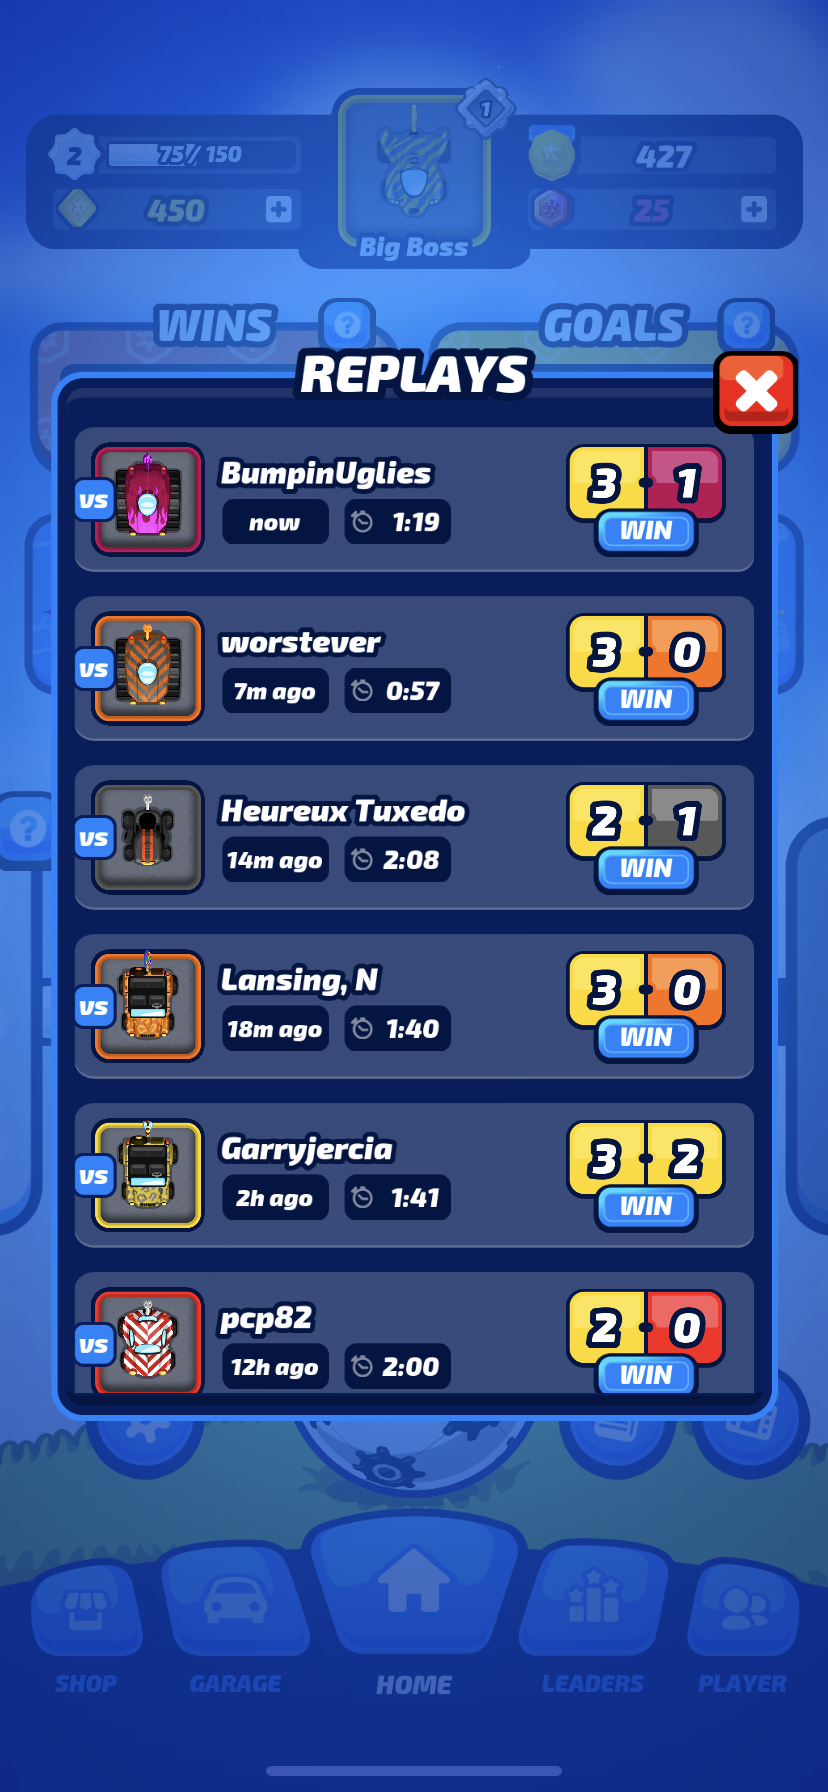 1
2
75/ 150
427
450
25
Big Boss
WINS
?
GOALS
?
REPLAYS
VS
BumpinUglies
now
1:19
3 - 1
WIN
VS
worstever
7m ago
0:57
3 - 0
WIN
?
VS
Heureux Tuxedo
14m ago
2:08
2 - 1
WIN
VS
Lansing, N
18m ago
1:40
3 - 0
WIN
VS
Garryjercia
2h ago
1:41
3 - 2
WIN
VS
pcp82
12h ago
2:00
2 - 0
WIN
SHOP
GARAGE
HOME
LEADERS
PLAYER